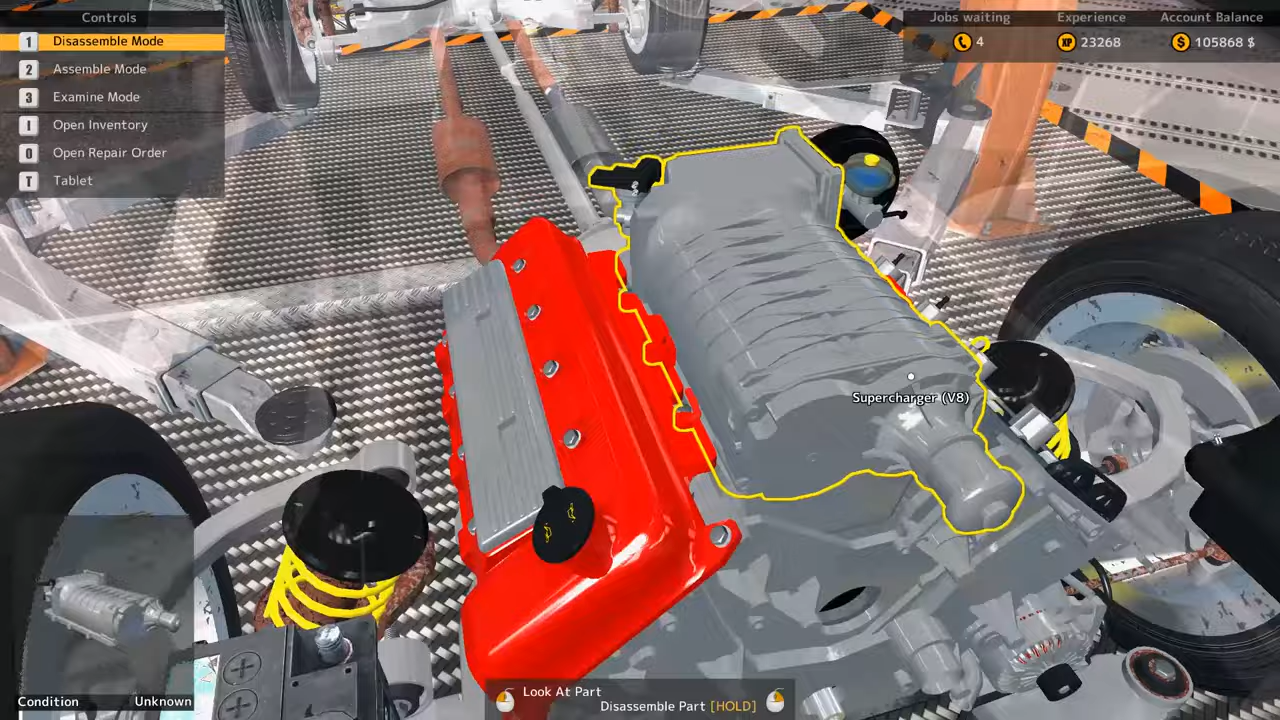 Controls
1 Disassemble Mode
2 Assemble Mode
3 Examine Mode
I Open Inventory
O Open Repair Order
T Tablet
Jobs waiting Experience Account Balance
4 XP 23268 $ 105868 $
Supercharger (V8)
Condition Unknown
Look At Part
Disassemble Part [HOLD]